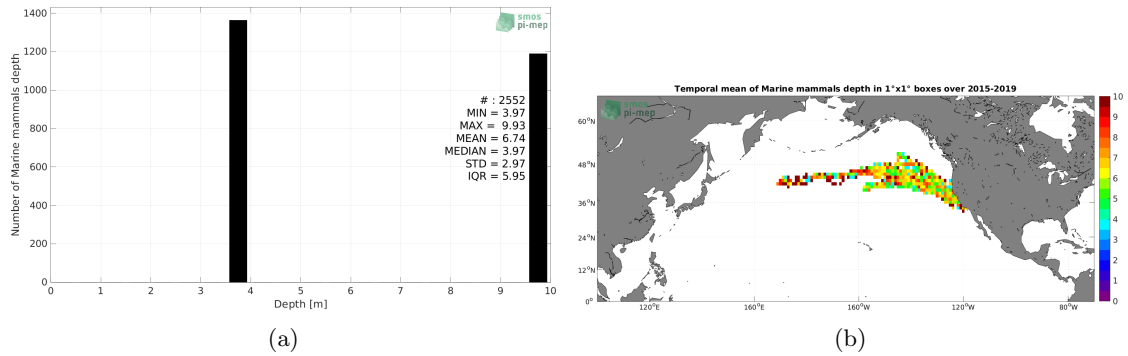 1400
1200
1000
800
600
400
200
0
Number of Marine mammals depth
smos
pi-mep
# : 2552
MIN = 3.97
MAX = 9.93
MEAN = 6.74
MEDIAN = 3.97
STD = 2.97
IQR = 5.95
0 1 2 3 4 5 6 7 8 9 10
Depth [m]
(a)
Temporal mean of Marine mammals depth in 1°x1° boxes over 2015-2019
smos
pi-mep
60°N
48°N
36°N
24°N
12°N
0°
120°E 160°E 160°W 120°W 80°W
10
9
8
7
6
5
4
3
2
1
0
(b)